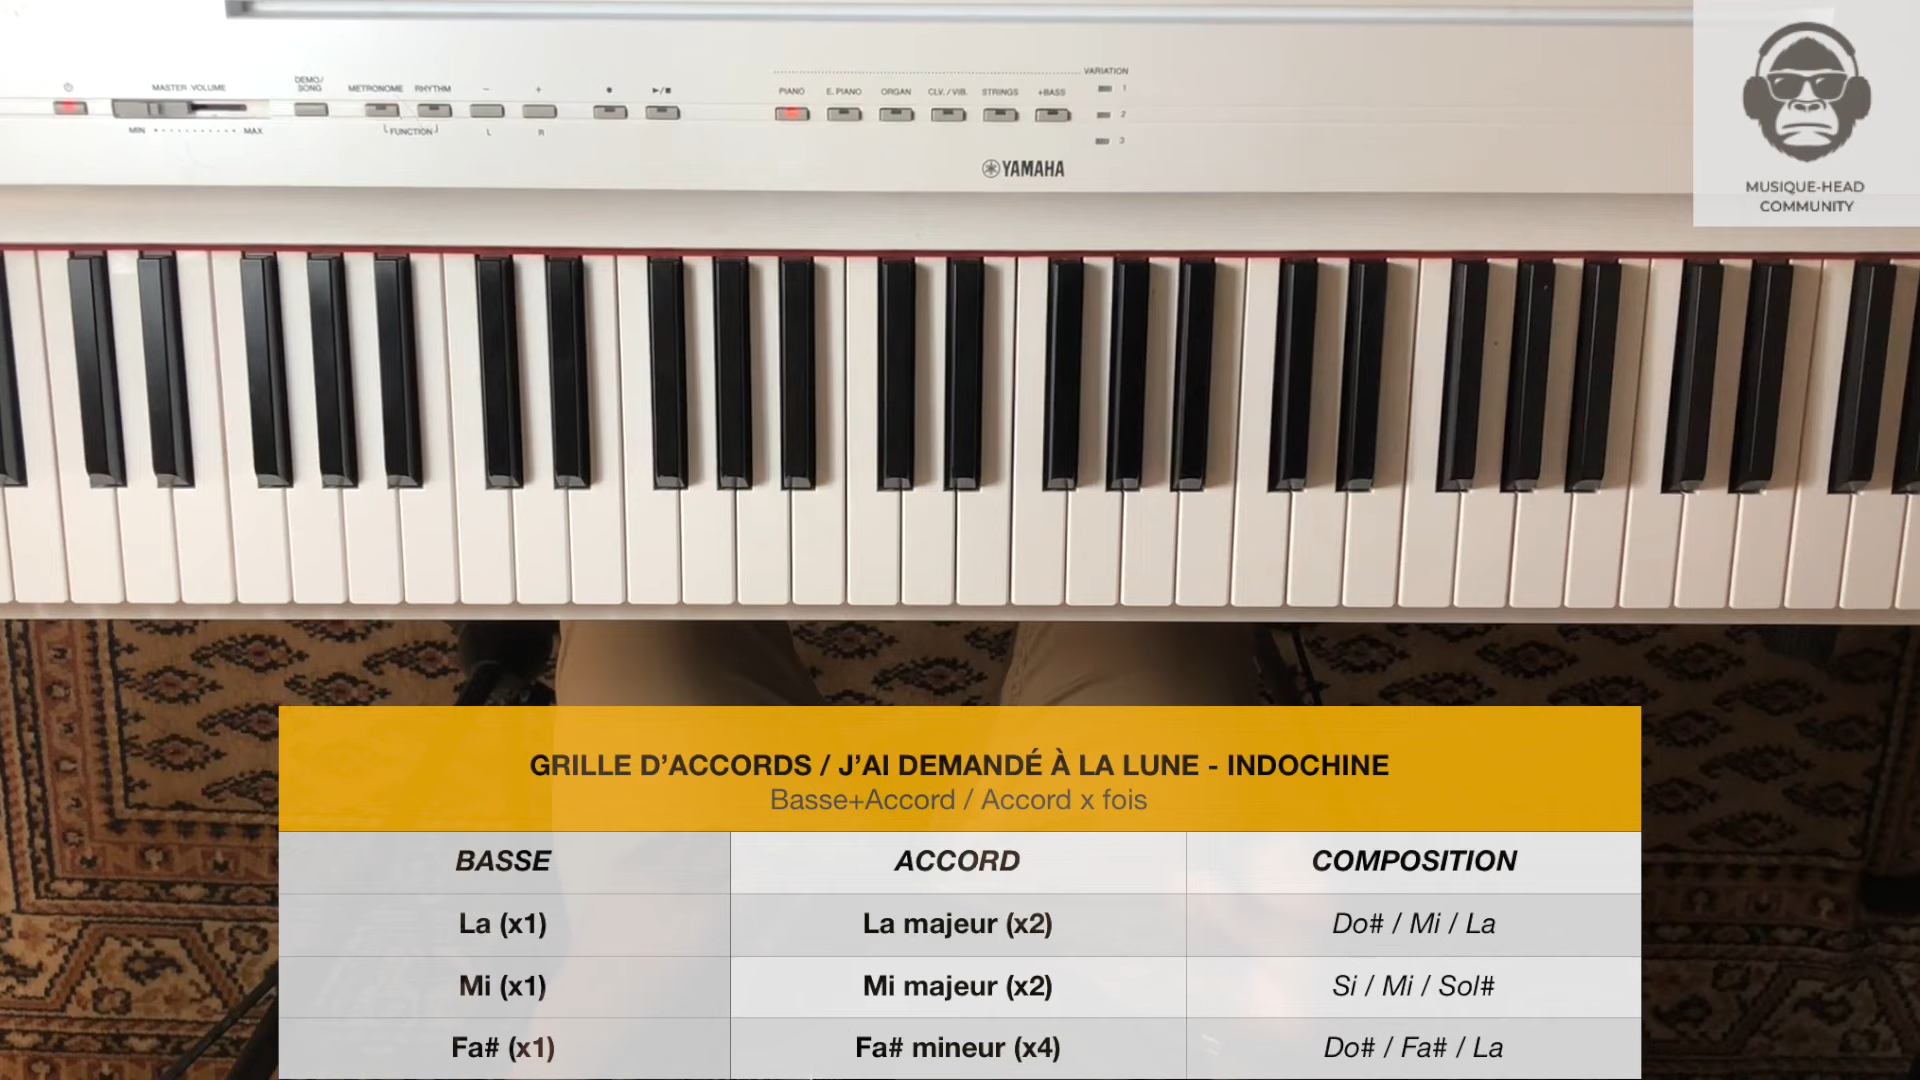 DEMO/
SONG
MASTER VOLUME
METRONOME RHYTHM - +
PIANO E. PIANO ORGAN CLV. / VIB. STRINGS +BASS
VARIATION
1
2
3
MIN MAX
FUNCTION
L R
YAMAHA
MUSIQUE-HEAD
COMMUNITY
GRILLE D’ACCORDS / J’AI DEMANDÉ À LA LUNE - INDOCHINE
Basse+Accord / Accord x fois
BASSE ACCORD COMPOSITION
La (x1) La majeur (x2) Do# / Mi / La
Mi (x1) Mi majeur (x2) Si / Mi / Sol#
Fa# (x1) Fa# mineur (x4) Do# / Fa# / La